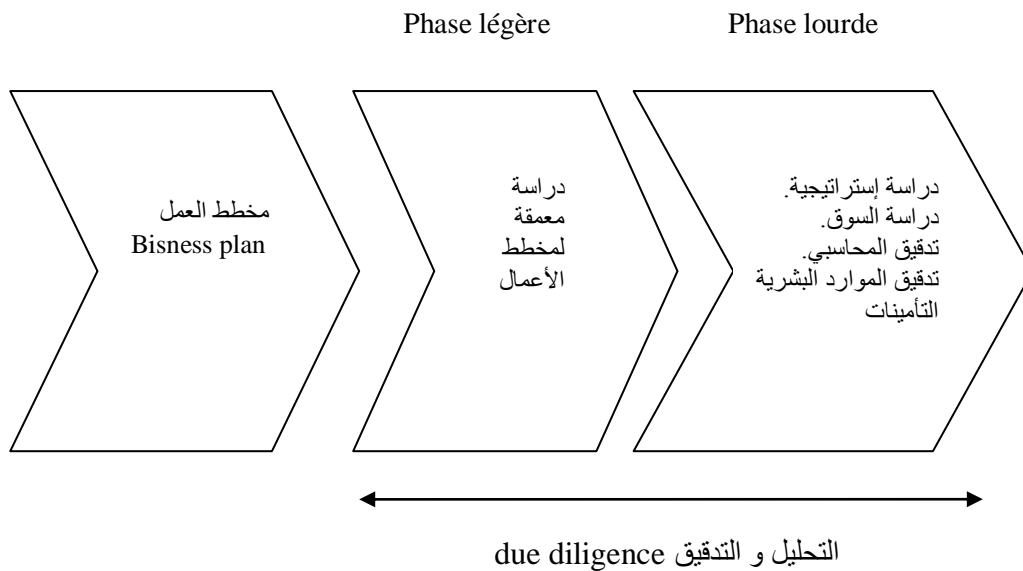 Phase légère
Phase lourde
مخطط العمل
Bisness plan
دراسة
معمقة
لمخطط
الأعمال
دراسة إستراتيجية.
دراسة السوق.
تدقيق المحاسبي.
تدقيق الموارد البشرية
التأمينات
التحليل و التدقيق due diligence